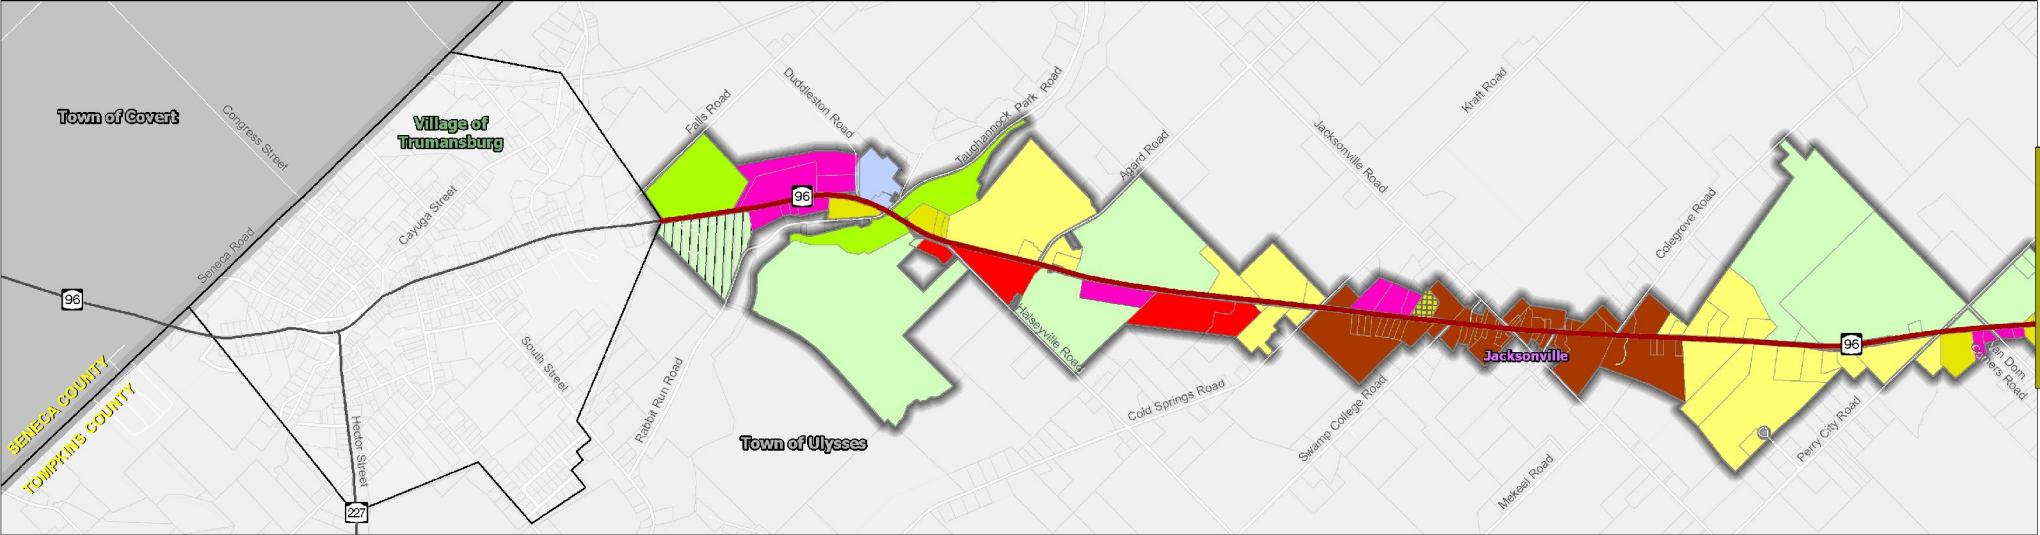 Town of Covert
Congress Street
Village of
Trumansburg
Cayuga Street
Seneca Road
96
SENECA COUNTY
TOMPKINS COUNTY
Hector Street
227
South Street
Rabbit Run Road
Falls Road
Duddleston Road
Taughannock Park Road
Agard Road
96
Halseyville Road
Town of Ulysses
Cold Springs Road
Jacksonville Road
Kraft Road
Swamp College Road
Jacksonville
Mekeel Road
Colegrove Road
96
Perry City Road
Van Dorn
Corners Road